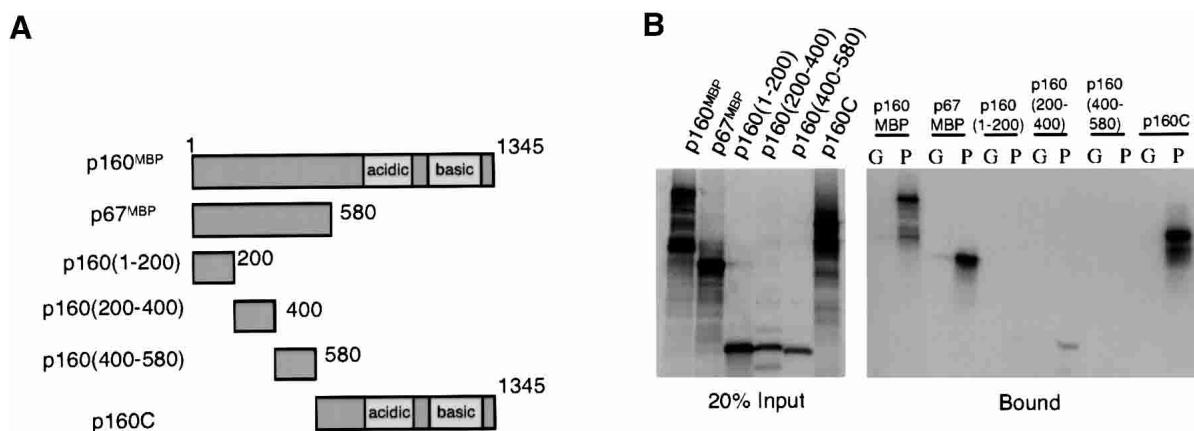 A
1
1345
p160MBP
acidic
basic
p67MBP
580
p160(1-200)
200
p160(200-400)
400
p160(400-580)
580
1345
p160C
acidic
basic
B
p160MBP
p67MBP
p160(1-200)
p160(200-400)
p160(400-580)
p160C
20% Input
p160
MBP
p67
MBP
p160
(1-200)
p160
(200-
400)
p160
(400-
580)
p160C
G P G P G P G P G P G P
Bound